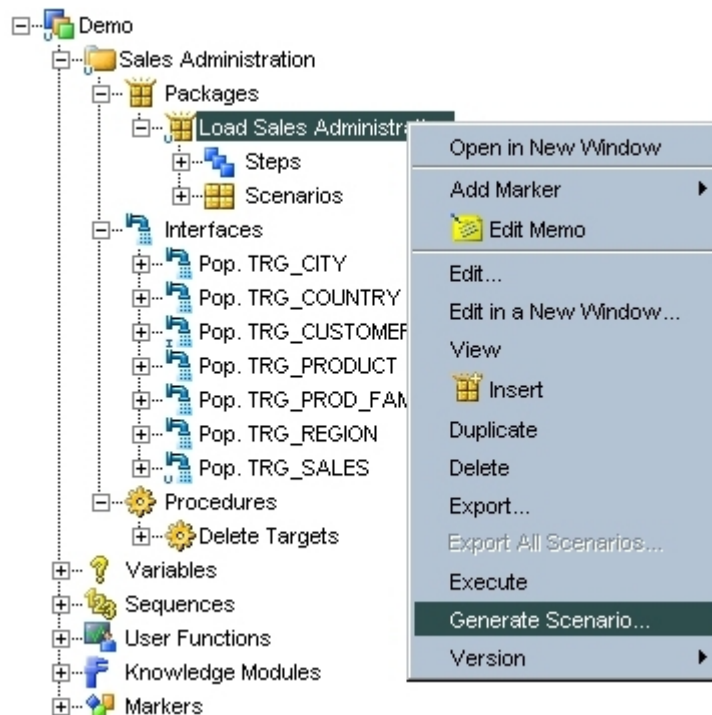 Demo
Sales Administration
Packages
Load Sales Administr
Steps
Scenarios
Interfaces
Pop. TRG_CITY
Pop. TRG_COUNTRY
Pop. TRG_CUSTOMER
Pop. TRG_PRODUCT
Pop. TRG_PROD_FAM
Pop. TRG_REGION
Pop. TRG_SALES
Procedures
Delete Targets
Variables
Sequences
User Functions
Knowledge Modules
Markers
Open in New Window
Add Marker
Edit Memo
Edit...
Edit in a New Window...
View
Insert
Duplicate
Delete
Export...
Export All Scenarios...
Execute
Generate Scenario...
Version